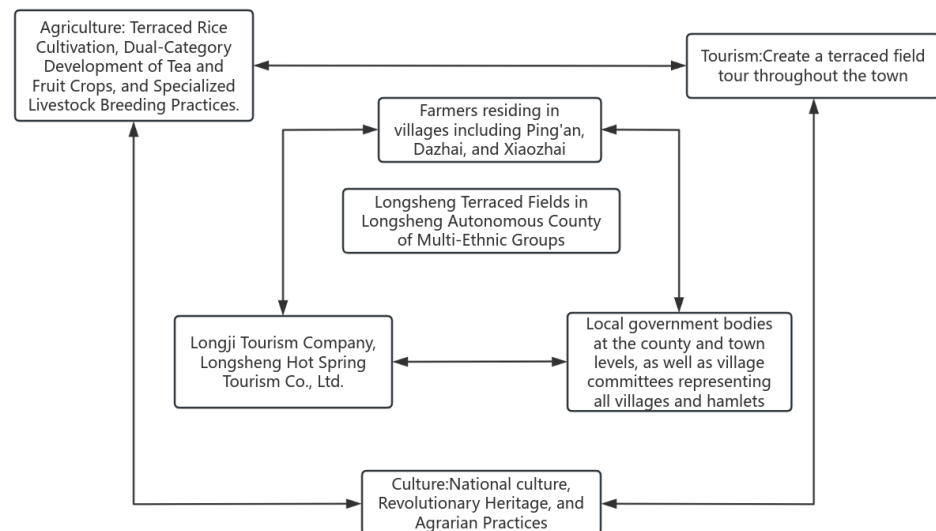 Agriculture: Terraced Rice
Cultivation, Dual-Category
Development of Tea and
Fruit Crops, and Specialized
Livestock Breeding Practices.
Tourism:Create a terraced field
tour throughout the town
Farmers residing in
villages including Ping'an,
Dazhai, and Xiaozhai
Longsheng Terraced Fields in
Longsheng Autonomous County
of Multi-Ethnic Groups
Longji Tourism Company,
Longsheng Hot Spring
Tourism Co., Ltd.
Local government bodies
at the county and town
levels, as well as village
committees representing
all villages and hamlets
Culture:National culture,
Revolutionary Heritage, and
Agrarian Practices